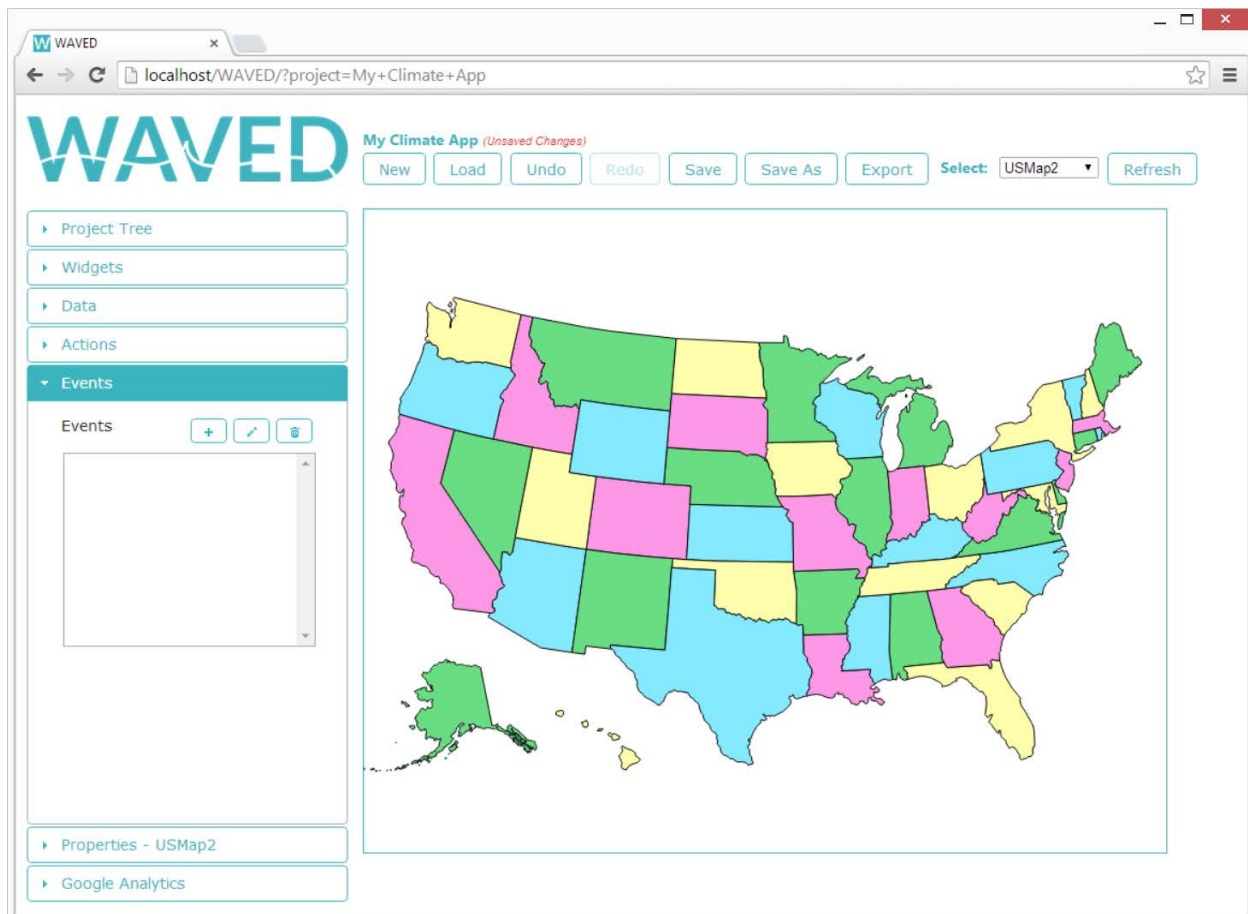 WAVED
localhost/WAVED/?project=My+Climate+App
WAVED
My Climate App (Unsaved Changes)
New Load Undo Redo Save Save As Export Select: USMap2 Refresh
Project Tree
Widgets
Data
Actions
Events
Events
Properties - USMap2
Google Analytics